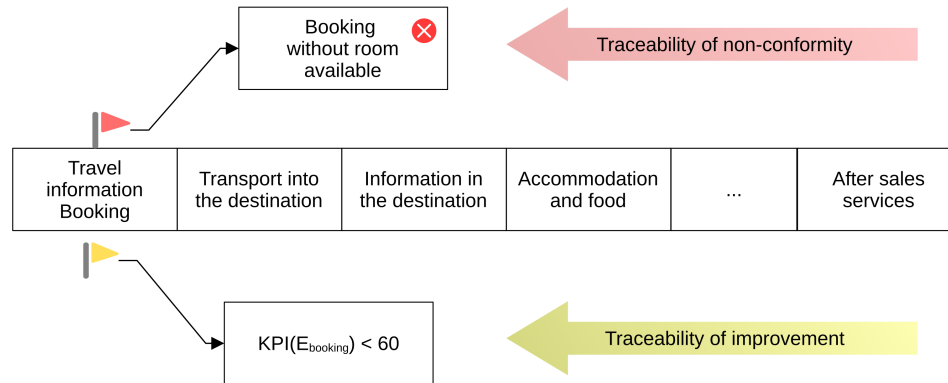 Booking
without room
available
Traceability of non-conformity
Travel
information
Booking
Transport into
the destination
Information in
the destination
Accommodation
and food
...
After sales
services
KPI(Ebooking) < 60
Traceability of improvement